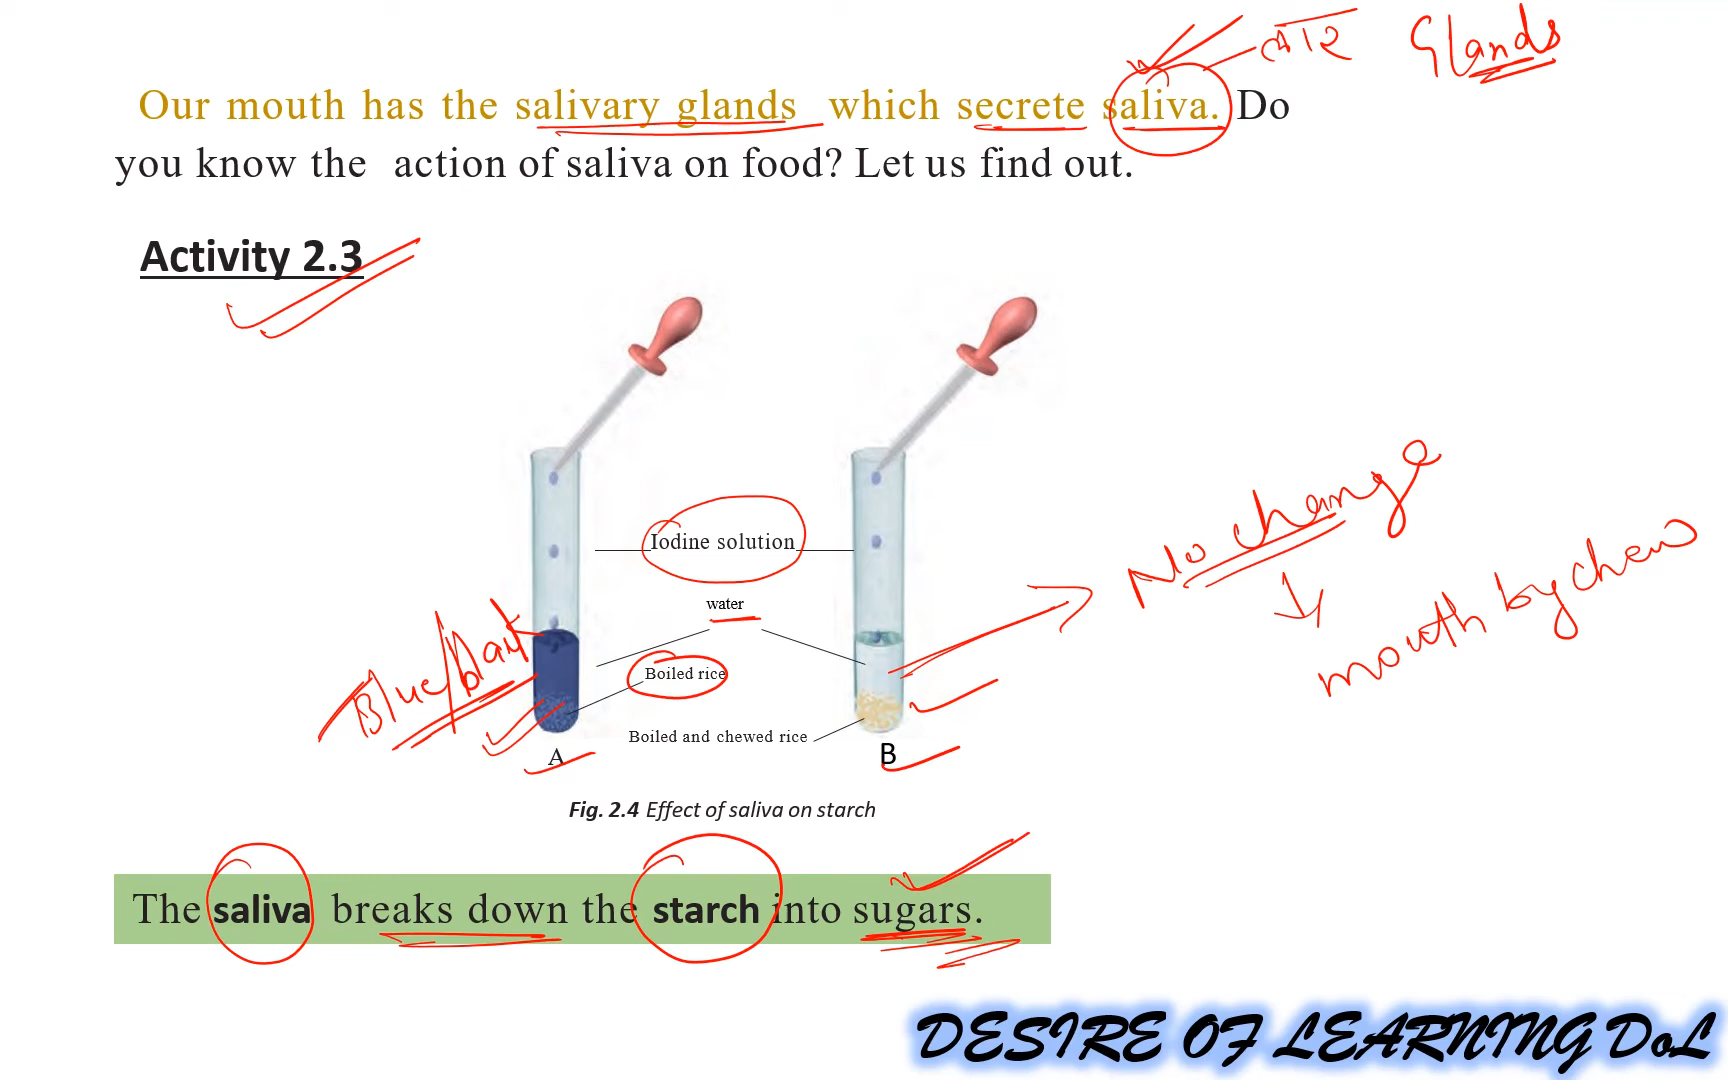 लार Glands
Our mouth has the salivary glands which secrete saliva. Do
you know the action of saliva on food? Let us find out.
Activity 2.3
No change
Iodine solution
mouth by chew
water
Blue/
Boiled rice
Boiled and chewed rice
A B
Fig. 2.4 Effect of saliva on starch
The saliva breaks down the starch into sugars.
DESIRE OF LEARNING DoL